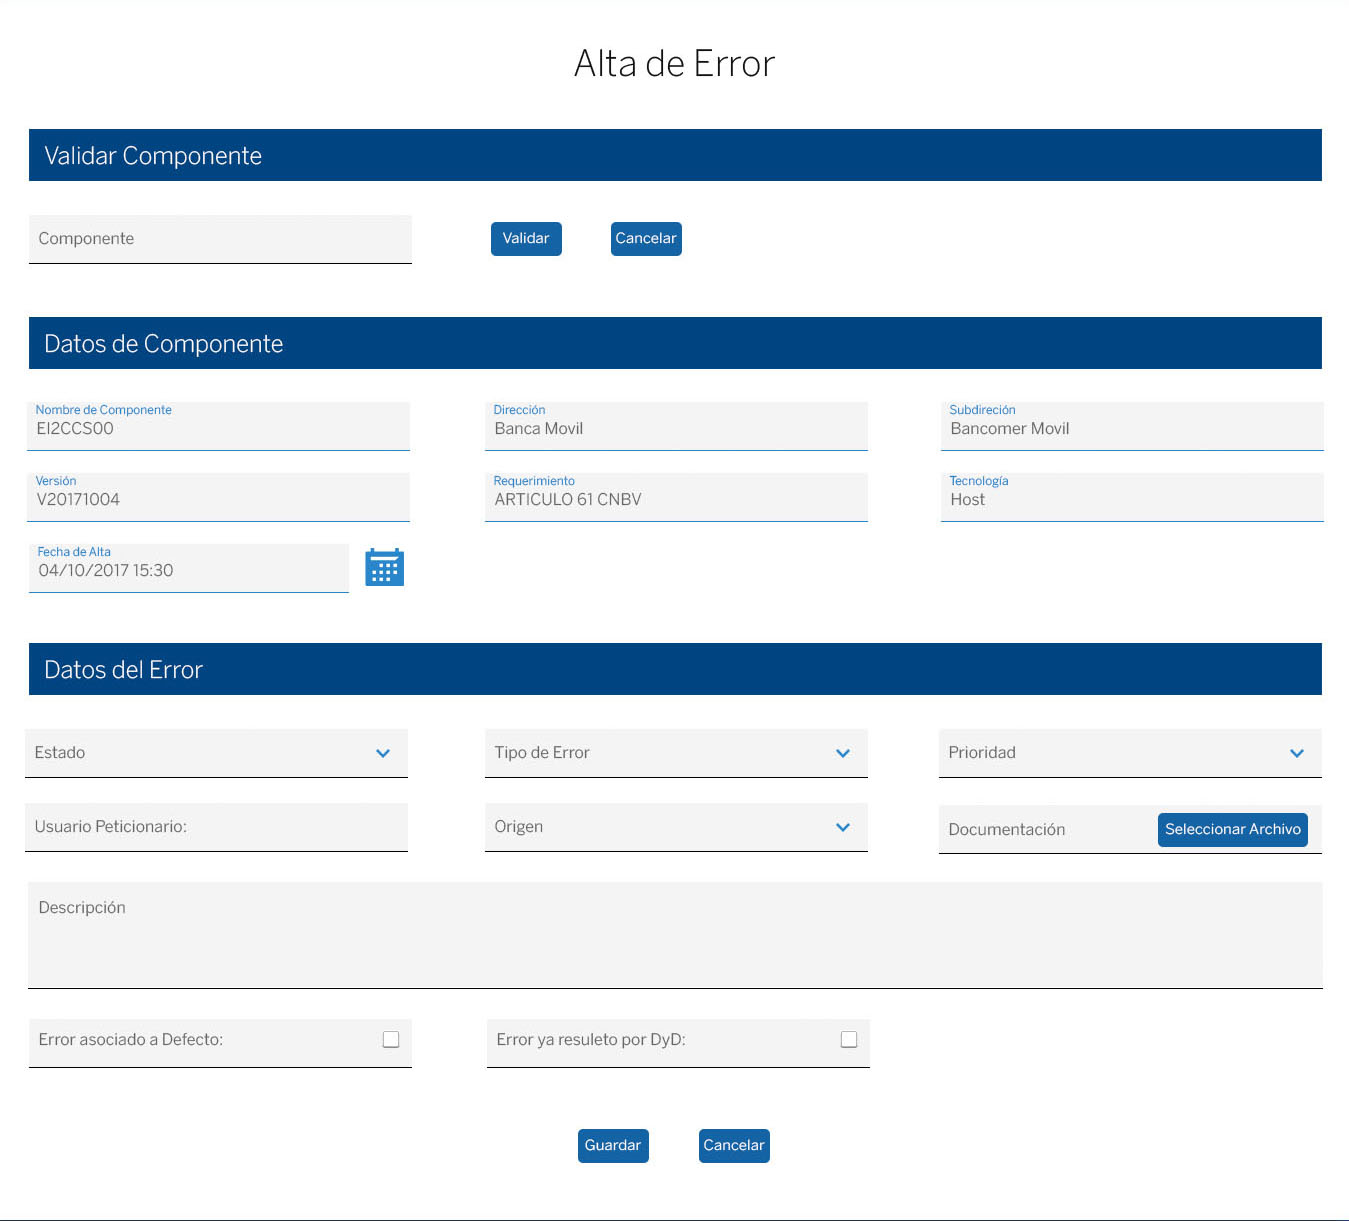 Alta de Error
Validar Componente
Componente
Validar
Cancelar
Datos de Componente
Nombre de Componente
EI2CCS00
Dirección
Banca Movil
Subdireción
Bancomer Movil
Versión
V20171004
Requerimiento
ARTICULO 61 CNBV
Tecnología
Host
Fecha de Alta
04/10/2017 15:30
Datos del Error
Estado
Tipo de Error
Prioridad
Usuario Peticionario:
Origen
Documentación
Seleccionar Archivo
Descripción
Error asociado a Defecto:
Error ya resuleto por DyD:
Guardar
Cancelar